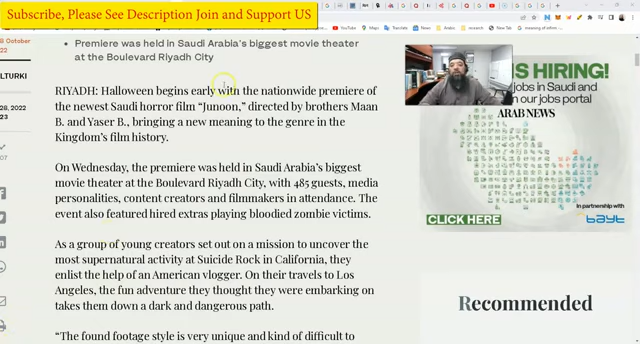 Subscribe, Please See Description Join and Support US
8 October
22
LTURKI
28, 2022
23
07
Premiere was held in Saudi Arabia's biggest movie theater
at the Boulevard Riyadh City
RIYADH: Halloween begins early with the nationwide premiere of
the newest Saudi horror film “Junoon,” directed by brothers Maan
B. and Yaser B., bringing a new meaning to the genre in the
Kingdom’s film history.
On Wednesday, the premiere was held in Saudi Arabia’s biggest
movie theater at the Boulevard Riyadh City, with 485 guests, media
personalities, content creators and filmmakers in attendance. The
event also featured hired extras playing bloodied zombie victims.
As a group of young creators set out on a mission to uncover the
most supernatural activity at Suicide Rock in California, they
enlist the help of an American vlogger. On their travels to Los
Angeles, the fun adventure they thought they were embarking on
takes them down a dark and dangerous path.
“The found footage style is very unique and kind of difficult to
S HIRING!
jobs in Saudi and
n our jobs portal
ARAB NEWS
CLICK HERE
In partnership with
bayt
Recommended